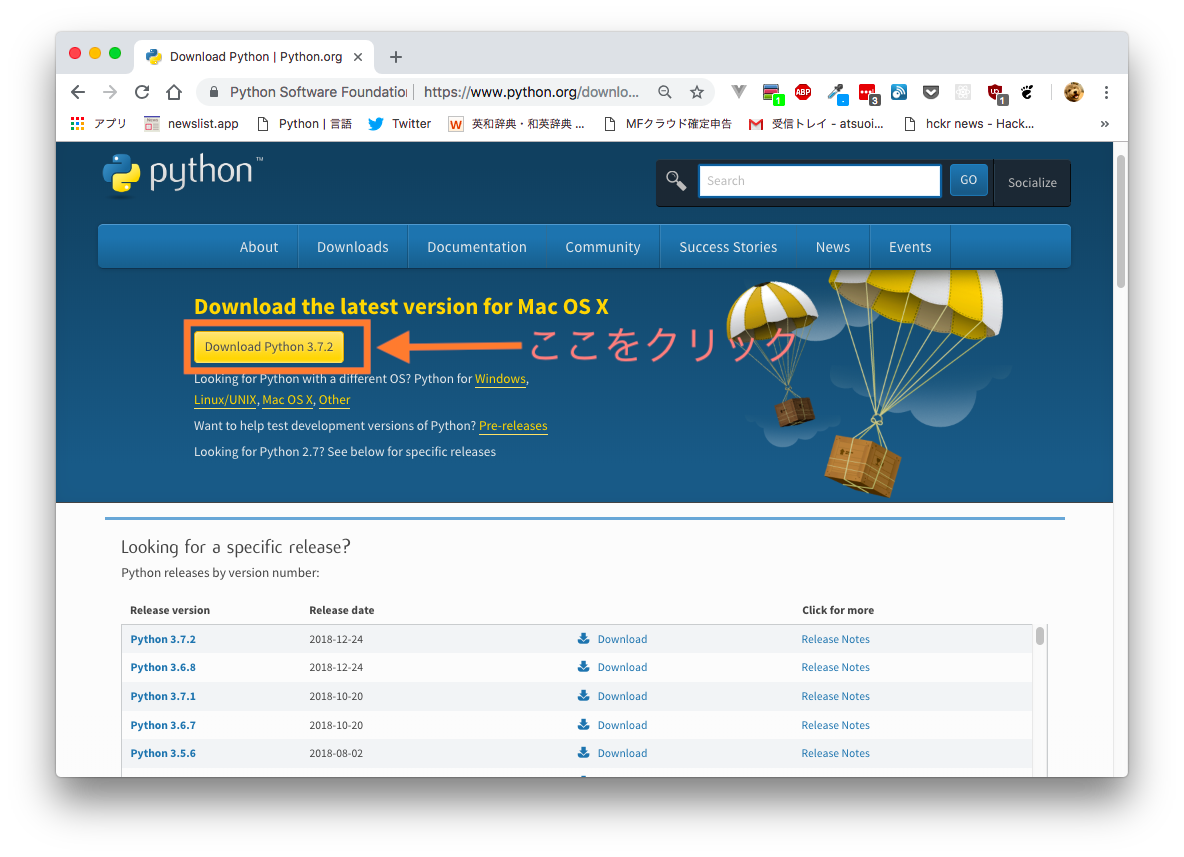 Download Python | Python.org
Python Software Foundatio | https://www.python.org/downlo...
ABP 1 - 3 1
アプリ newslist.app Python | 言語 Twitter W 英和辞典・和英辞典 ... MFクラウド確定申告 受信トレイ - atsuoi... hckr news - Hack... »
python™
Search GO Socialize
About Downloads Documentation Community Success Stories News Events
Download the latest version for Mac OS X
Download Python 3.7.2 ここをクリック
Looking for Python with a different OS? Python for Windows,
Linux/UNIX, Mac OS X, Other
Want to help test development versions of Python? Pre-releases
Looking for Python 2.7? See below for specific releases
Looking for a specific release?
Python releases by version number:
Release version Release date Click for more
Python 3.7.2 2018-12-24 Download Release Notes
Python 3.6.8 2018-12-24 Download Release Notes
Python 3.7.1 2018-10-20 Download Release Notes
Python 3.6.7 2018-10-20 Download Release Notes
Python 3.5.6 2018-08-02 Download Release Notes